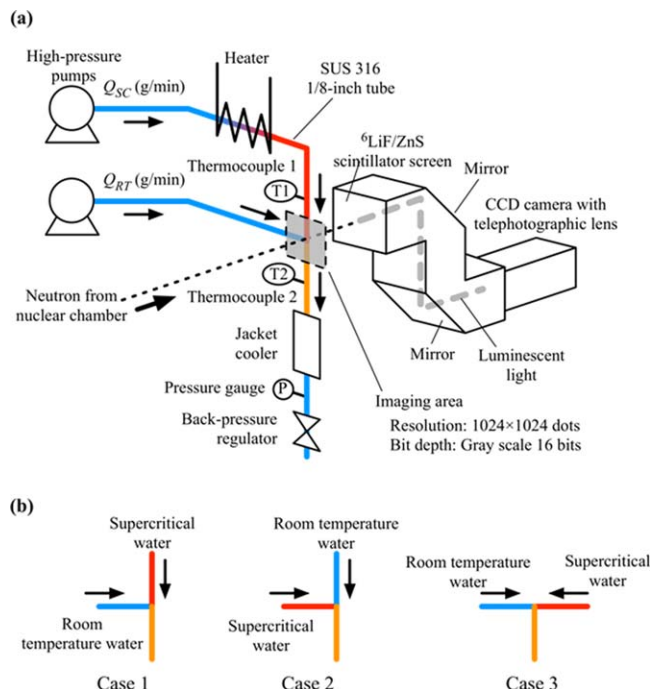 (a)
High-pressure
pumps
Q_SC (g/min)
Heater
SUS 316
1/8-inch tube
⁶LiF/ZnS
scintillator screen
Mirror
CCD camera with
telephotographic lens
Thermocouple 1
T1
Q_RT (g/min)
T2
Thermocouple 2
Neutron from
nuclear chamber
Jacket
cooler
Mirror
Luminescent
light
Pressure gauge
P
Imaging area
Back-pressure
regulator
Resolution: 1024×1024 dots
Bit depth: Gray scale 16 bits
(b)
Supercritical
water
Room
temperature water
Case 1
Room temperature
water
Supercritical
water
Case 2
Room temperature
water
Supercritical
water
Case 3